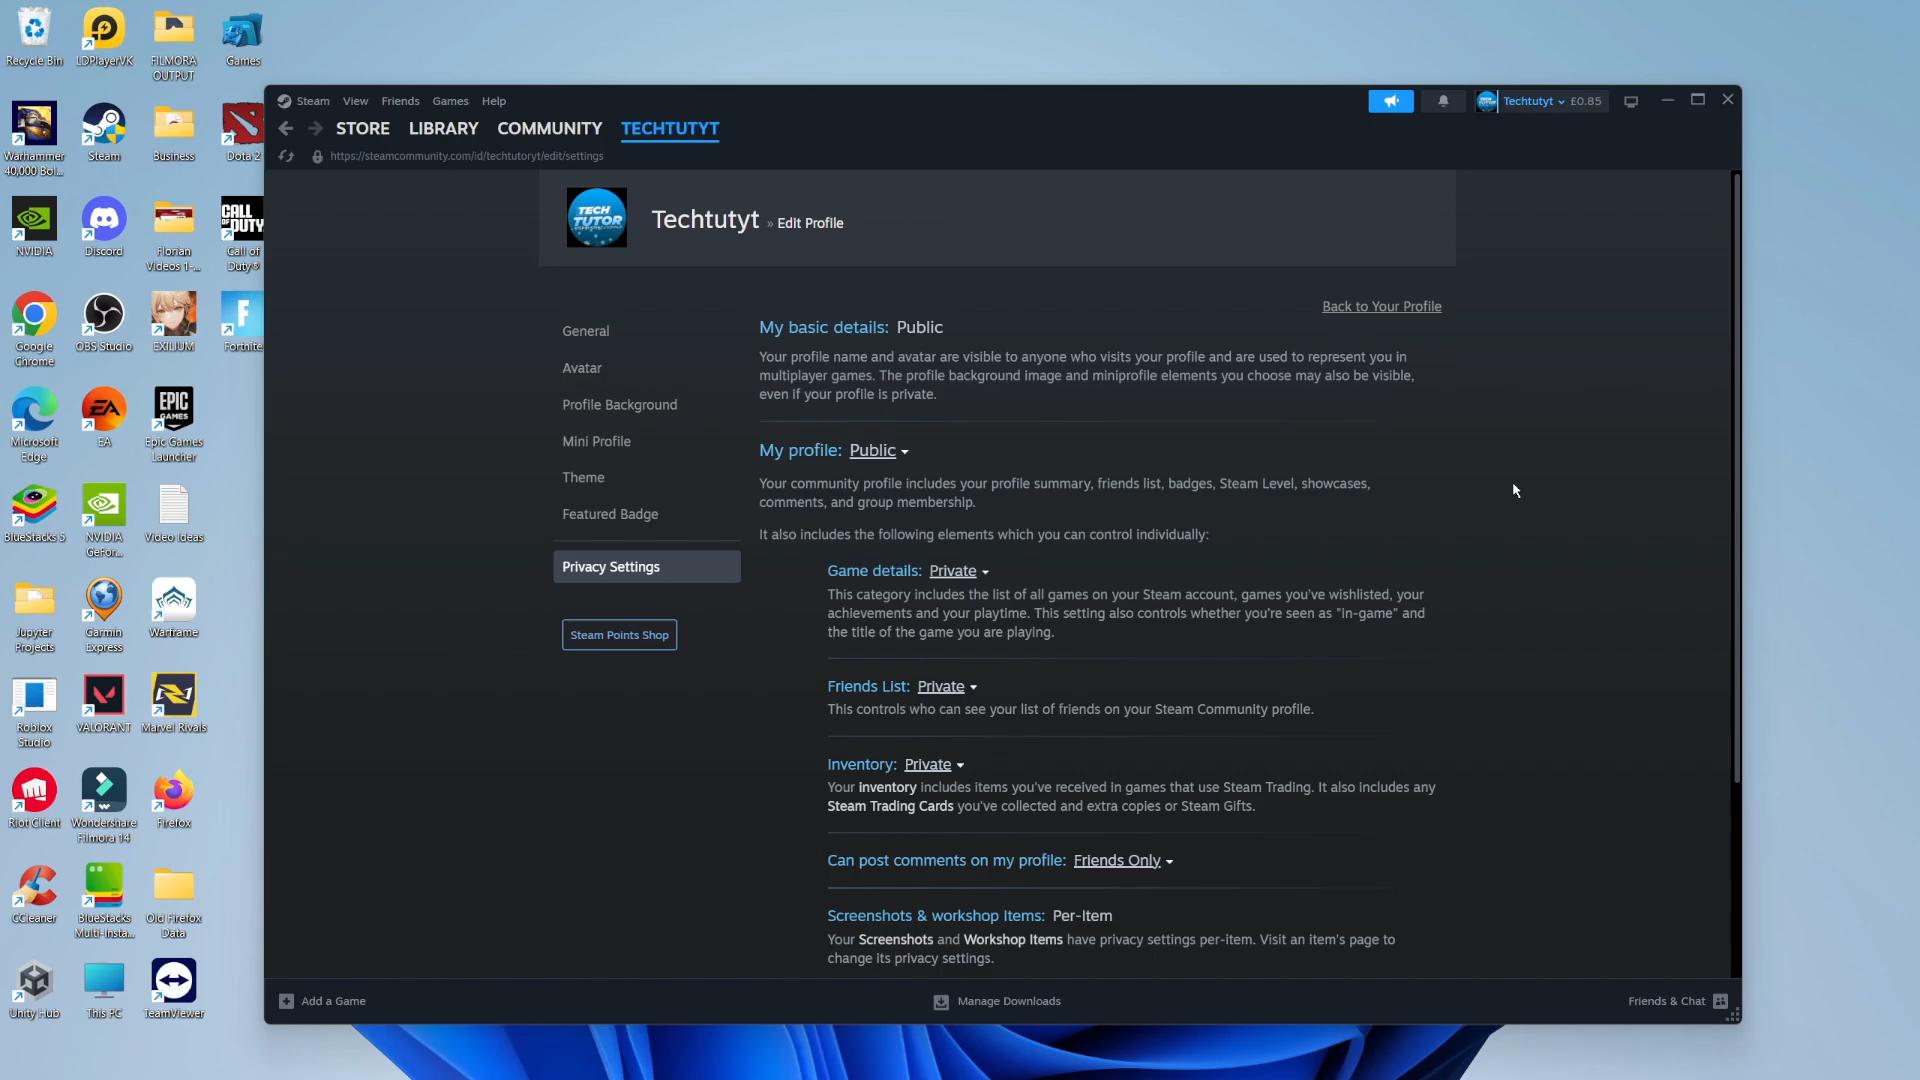 Recycle Bin
LDPlayerVK
FILMORA
OUTPUT
Games
Warhammer
40,000 Bol...
Steam
Business
Dota 2
NVIDIA
Discord
Florian
Videos 1-...
CALL OF DUTY
Call of
Duty®
Google
Chrome
OBS Studio
EXILIUM
Fortnite
Microsoft
Edge
EA
EA
EPIC
GAMES
Epic Games
Launcher
BlueStacks 5
NVIDIA
GeFor...
Video Ideas
Jupyter
Projects
Garmin
Express
Warframe
Roblox
Studio
VALORANT
Marvel Rivals
Riot Client
Wondershare
Filmora 14
Firefox
CCleaner
BlueStacks
Multi-Insta...
Old Firefox
Data
Unity Hub
This PC
TeamViewer
Steam View Friends Games Help
Techtutyt £0.85
STORE LIBRARY COMMUNITY TECHTUTYT
https://steamcommunity.com/id/techtutoryt/edit/settings
TECH
TUTOR
Techtutyt » Edit Profile
Back to Your Profile
General
Avatar
Profile Background
Mini Profile
Theme
Featured Badge
Privacy Settings
Steam Points Shop
My basic details: Public
Your profile name and avatar are visible to anyone who visits your profile and are used to represent you in
multiplayer games. The profile background image and miniprofile elements you choose may also be visible,
even if your profile is private.
My profile: Public
Your community profile includes your profile summary, friends list, badges, Steam Level, showcases,
comments, and group membership.
It also includes the following elements which you can control individually:
Game details: Private
This category includes the list of all games on your Steam account, games you've wishlisted, your
achievements and your playtime. This setting also controls whether you're seen as "In-game" and
the title of the game you are playing.
Friends List: Private
This controls who can see your list of friends on your Steam Community profile.
Inventory: Private
Your inventory includes items you've received in games that use Steam Trading. It also includes any
Steam Trading Cards you've collected and extra copies or Steam Gifts.
Can post comments on my profile: Friends Only
Screenshots & workshop Items: Per-Item
Your Screenshots and Workshop Items have privacy settings per-item. Visit an item's page to
change its privacy settings.
Add a Game
Manage Downloads
Friends & Chat